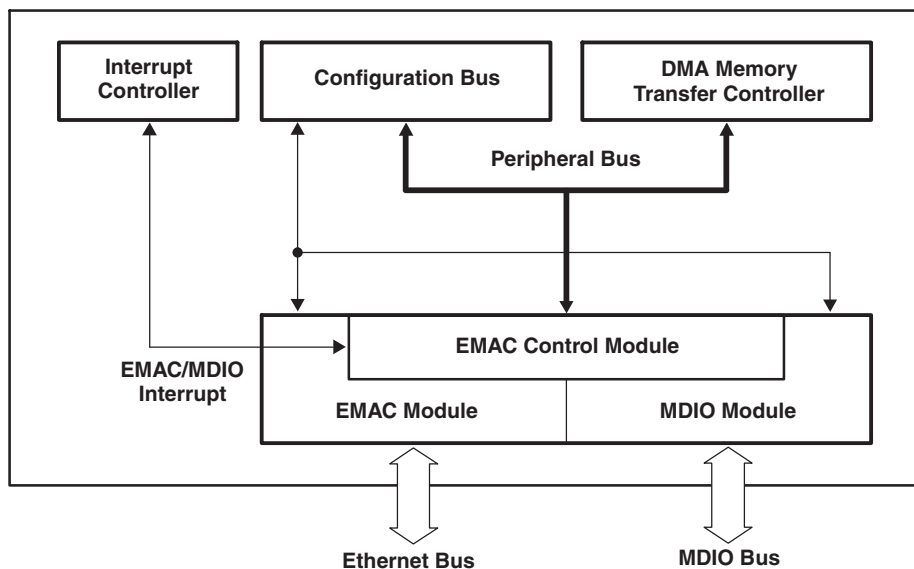 Interrupt
Controller
Configuration Bus
DMA Memory
Transfer Controller
Peripheral Bus
EMAC Control Module
EMAC/MDIO
Interrupt
EMAC Module
MDIO Module
Ethernet Bus
MDIO Bus